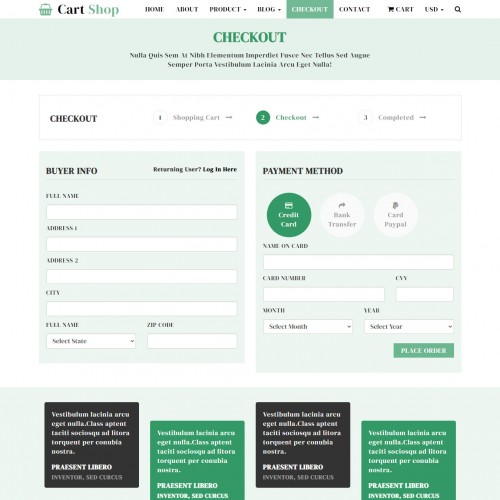 Cart Shop
HOME ABOUT PRODUCT BLOG CHECKOUT CONTACT CART USD
CHECKOUT
Nulla Quis Sem At Nibh Elementum Imperdiet Fusce Nec Tellus Sed Augue
Semper Porta Vestibulum Lacinia Arcu Eget Nulla!
CHECKOUT
1 Shopping Cart
2 Checkout
3 Completed
BUYER INFO
Returning User? Log In Here
FULL NAME
ADDRESS 1
ADDRESS 2
CITY
FULL NAME ZIP CODE
Select State
PAYMENT METHOD
Credit
Card
Bank
Transfer
Card
Paypal
NAME ON CARD
CARD NUMBER CVV
MONTH YEAR
Select Month Select Year
PLACE ORDER
Vestibulum lacinia arcu
eget nulla.Class aptent
taciti sociosqu ad litora
torquent per conubia
nostra.
PRAESENT LIBERO
INVENTOR, SED CURCUS
Vestibulum lacinia arcu
eget nulla.Class aptent
taciti sociosqu ad litora
torquent per conubia
nostra.
PRAESENT LIBERO
INVENTOR, SED CURCUS
Vestibulum lacinia arcu
eget nulla.Class aptent
taciti sociosqu ad litora
torquent per conubia
nostra.
PRAESENT LIBERO
INVENTOR, SED CURCUS
Vestibulum lacinia arcu
eget nulla.Class aptent
taciti sociosqu ad litora
torquent per conubia
nostra.
PRAESENT LIBERO
INVENTOR, SED CURCUS